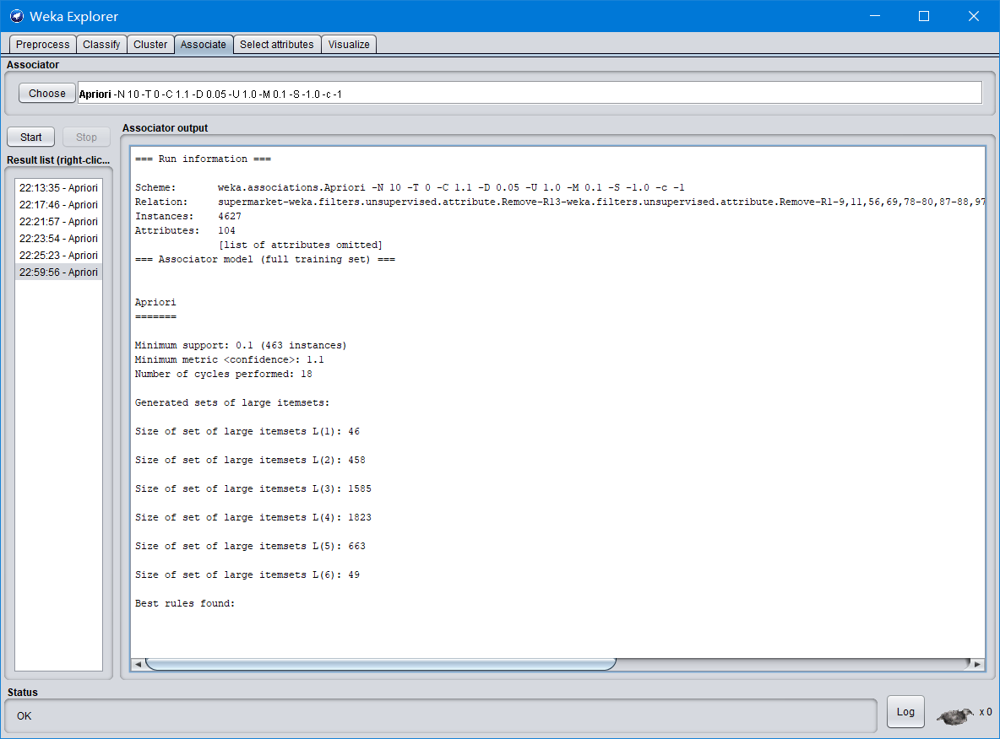 Weka Explorer
Preprocess Classify Cluster Associate Select attributes Visualize
Associator
Choose Apriori -N 10 -T 0 -C 1.1 -D 0.05 -U 1.0 -M 0.1 -S -1.0 -c -1
Start Stop
Result list (right-clic...
22:13:35 - Apriori
22:17:46 - Apriori
22:21:57 - Apriori
22:23:54 - Apriori
22:25:23 - Apriori
22:59:56 - Apriori
Associator output
=== Run information ===
Scheme: weka.associations.Apriori -N 10 -T 0 -C 1.1 -D 0.05 -U 1.0 -M 0.1 -S -1.0 -c -1
Relation: supermarket-weka.filters.unsupervised.attribute.Remove-R13-weka.filters.unsupervised.attribute.Remove-R1-9,11,56,69,78-80,87-88,97
Instances: 4627
Attributes: 104
[list of attributes omitted]
=== Associator model (full training set) ===
Apriori
=======
Minimum support: 0.1 (463 instances)
Minimum metric <confidence>: 1.1
Number of cycles performed: 18
Generated sets of large itemsets:
Size of set of large itemsets L(1): 46
Size of set of large itemsets L(2): 458
Size of set of large itemsets L(3): 1585
Size of set of large itemsets L(4): 1823
Size of set of large itemsets L(5): 663
Size of set of large itemsets L(6): 49
Best rules found:
Status
OK
Log
x 0